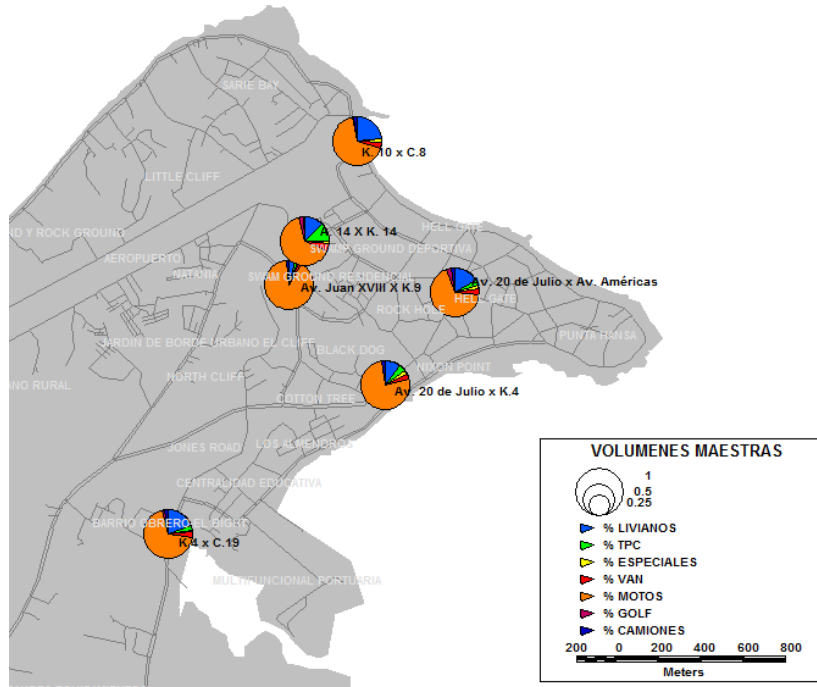 SARIE BAY
K. 10 x C.8
LITTLE CLIFF
HELL GATE
ND Y ROCK GROUND
A. 14 X K. 14
SWAMP GROUND DEPORTIVA
AEROPUERTO
NATANIA
SWAM GROUND RESIDENCIAL
Av. 20 de Julio x Av. Américas
Av. Juan XVIII X K.9
HELL GATE
ROCK HOLE
PUNTA HANSA
JARDIN DE BORDE URBANO EL CLIFF
BLACK DOG
NIXON POINT
NORTH CLIFF
ANO RURAL
Av. 20 de Julio x K.4
COTTON TREE
JONES ROAD
LOS ALMENDROS
CENTRALIDAD EDUCATIVA
BARRIO OBRERO EL BIGHT
K.4 x C.19
MULTIFUNCIONAL PORTUARIA
VOLUMENES MAESTRAS
1
0.5
0.25
% LIVIANOS
% TPC
% ESPECIALES
% VAN
% MOTOS
% GOLF
% CAMIONES
200 0 200 400 600 800
Meters